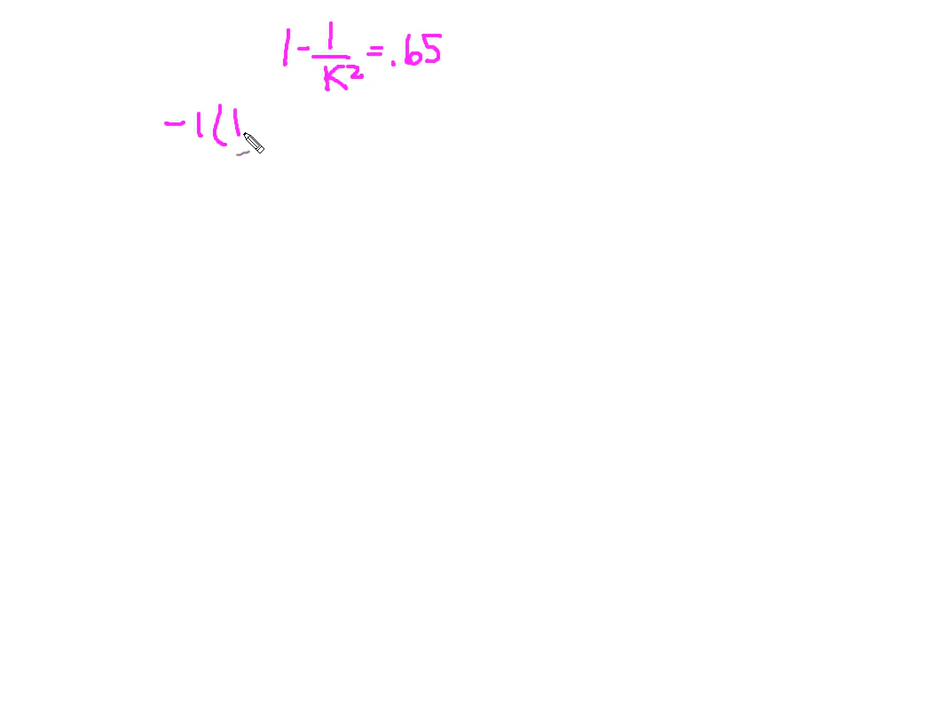 1 - 1/K² = .65
-1(1